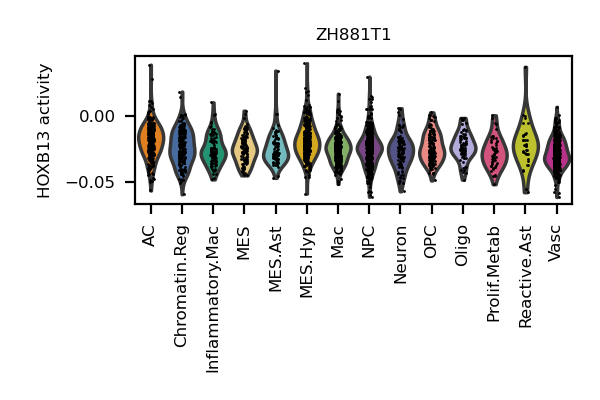 ZH881T1
HOXB13 activity
0.00
−0.05
AC
Chromatin.Reg
Inflammatory.Mac
MES
MES.Ast
MES.Hyp
Mac
NPC
Neuron
OPC
Oligo
Prolif.Metab
Reactive.Ast
Vasc